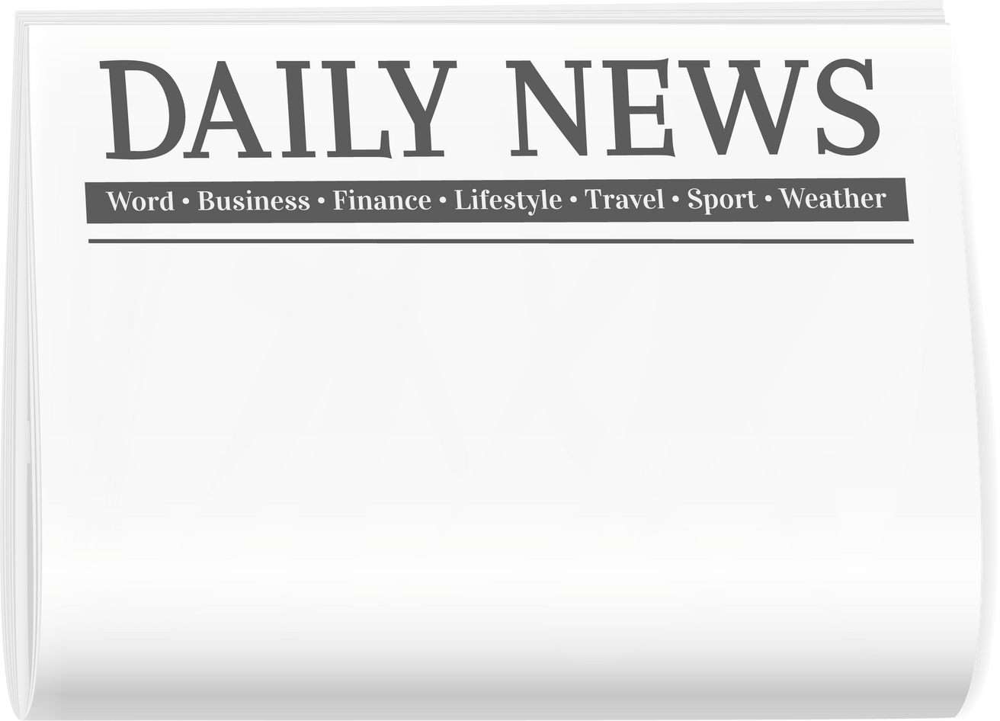 DAILY NEWS
Word • Business • Finance • Lifestyle • Travel • Sport • Weather